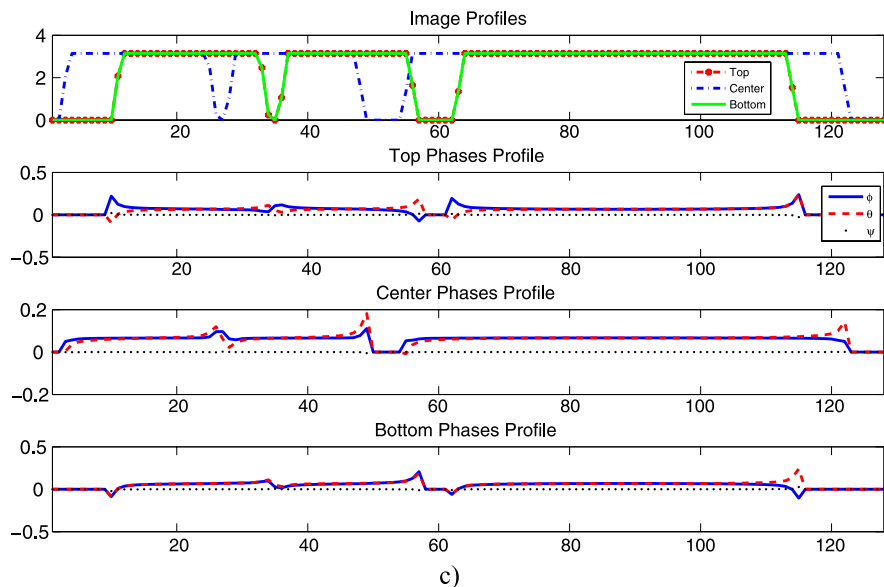 Image Profiles
4
2
0
20 40 60 80 100 120
Top
Center
Bottom
Top Phases Profile
0.5
0
−0.5
20 40 60 80 100 120
ϕ
θ
ψ
Center Phases Profile
0.2
0
−0.2
20 40 60 80 100 120
Bottom Phases Profile
0.5
0
−0.5
20 40 60 80 100 120
c)